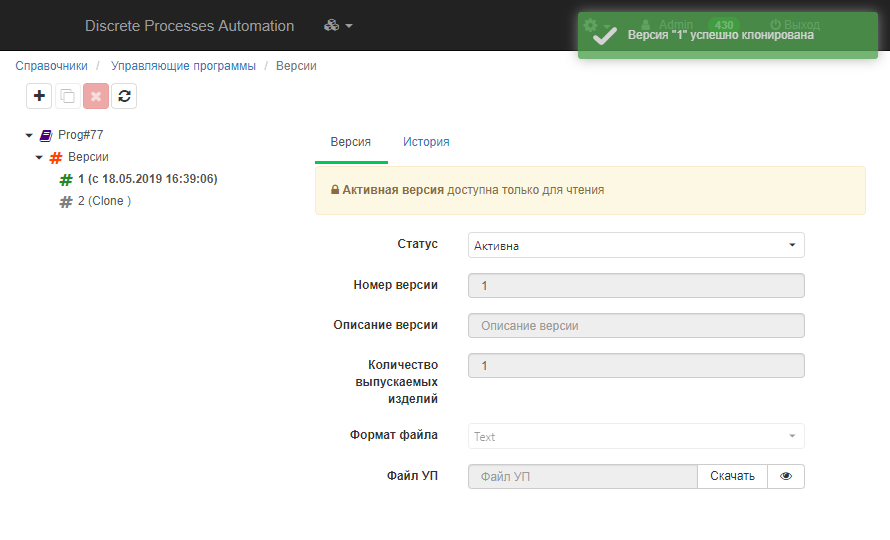 Discrete Processes Automation
Admin 430 Выход
Версия "1" успешно клонирована
Справочники / Управляющие программы / Версии
Prog#77
Версии
1 (с 18.05.2019 16:39:06)
2 (Clone )
Версия История
Активная версия доступна только для чтения
Статус Активна
Номер версии 1
Описание версии Описание версии
Количество
выпускаемых
изделий
1
Формат файла Text
Файл УП Файл УП Скачать